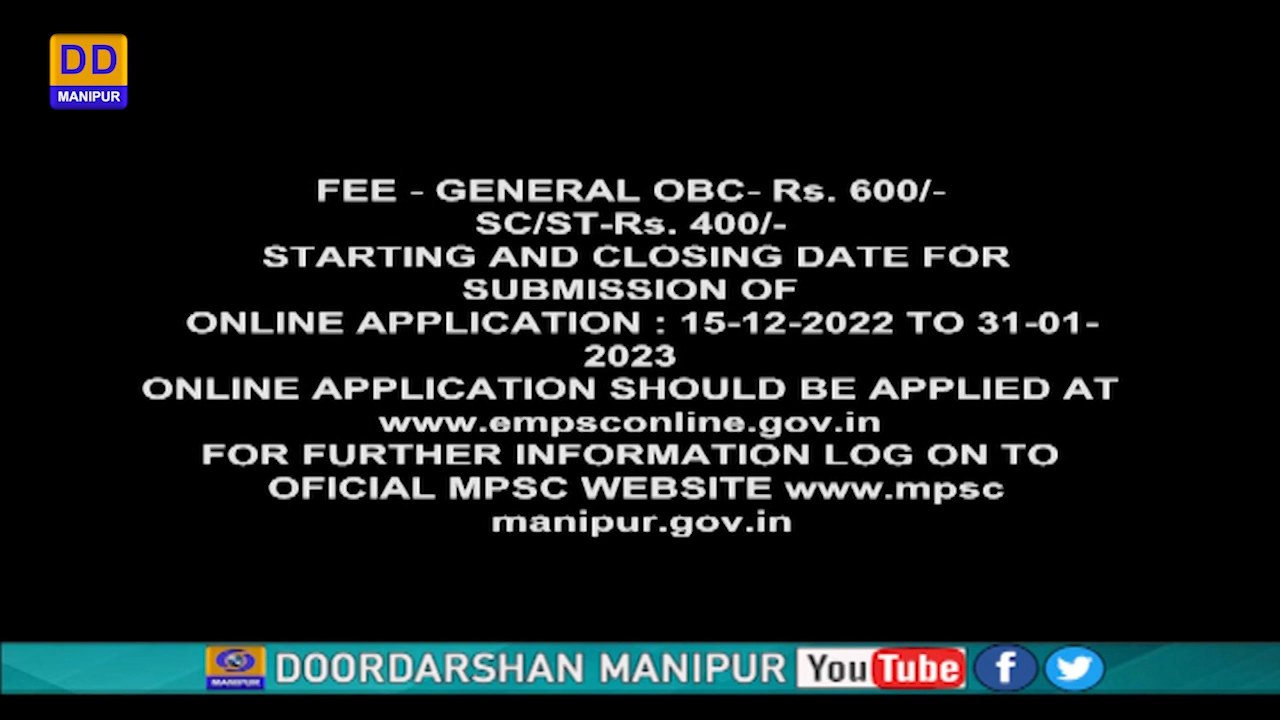 DD
MANIPUR
FEE - GENERAL OBC- Rs. 600/-
SC/ST-Rs. 400/-
STARTING AND CLOSING DATE FOR
SUBMISSION OF
ONLINE APPLICATION : 15-12-2022 TO 31-01-
2023
ONLINE APPLICATION SHOULD BE APPLIED AT
www.empsconline.gov.in
FOR FURTHER INFORMATION LOG ON TO
OFICIAL MPSC WEBSITE www.mpsc
manipur.gov.in
MANIPUR DOORDARSHAN MANIPUR YouTube f